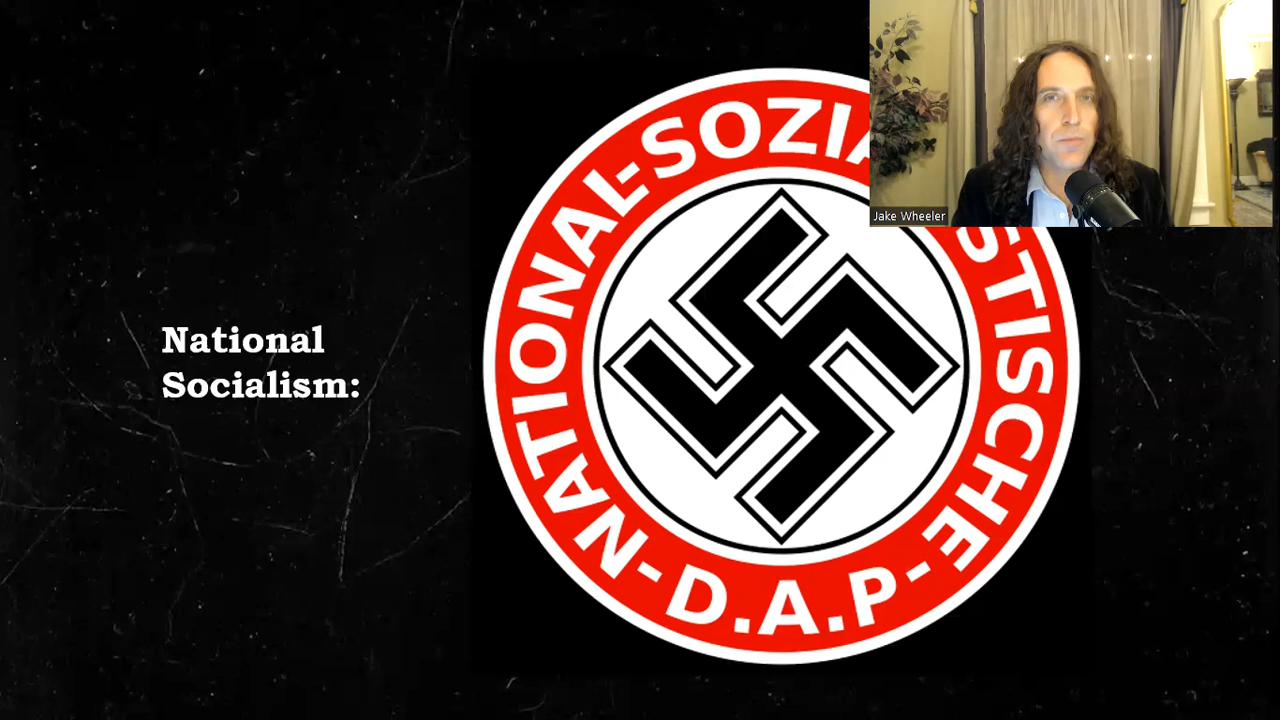 National
Socialism:
NATIONAL-SOZIA
STISCHE-
D.A.P-
Jake Wheeler